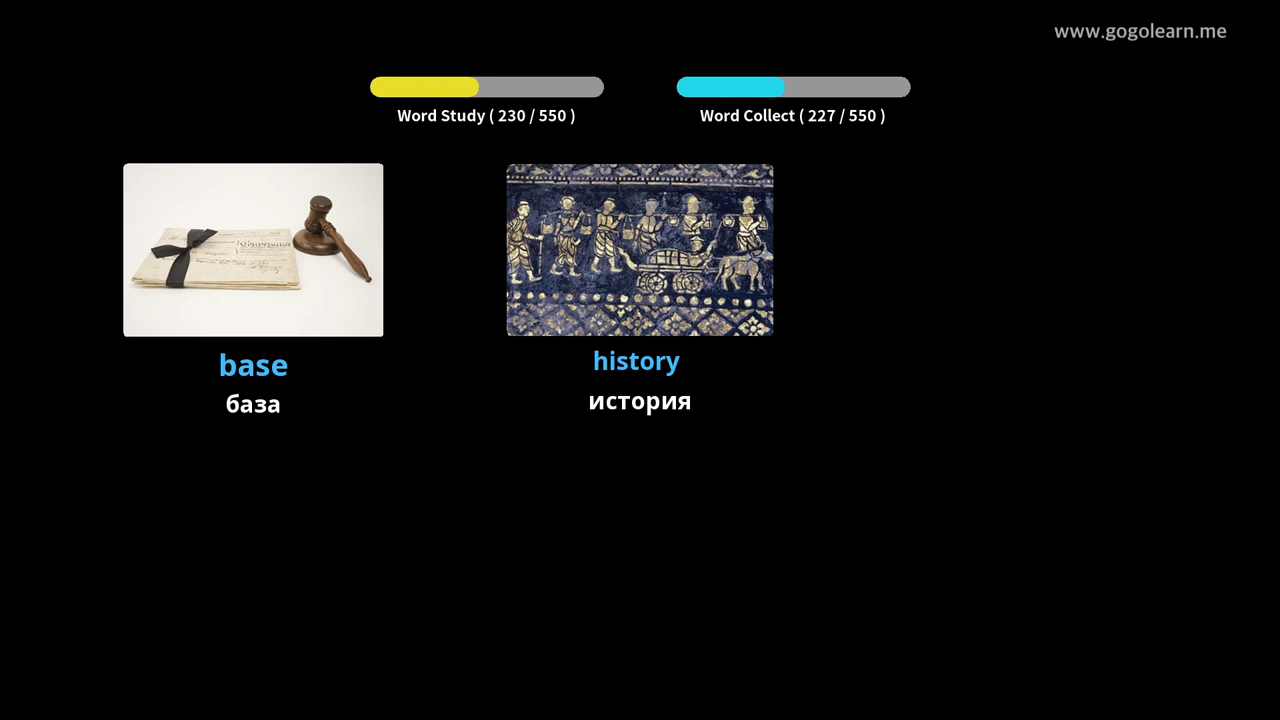 www.gogolearn.me
Word Study ( 230 / 550 )
Word Collect ( 227 / 550 )
base
база
history
история